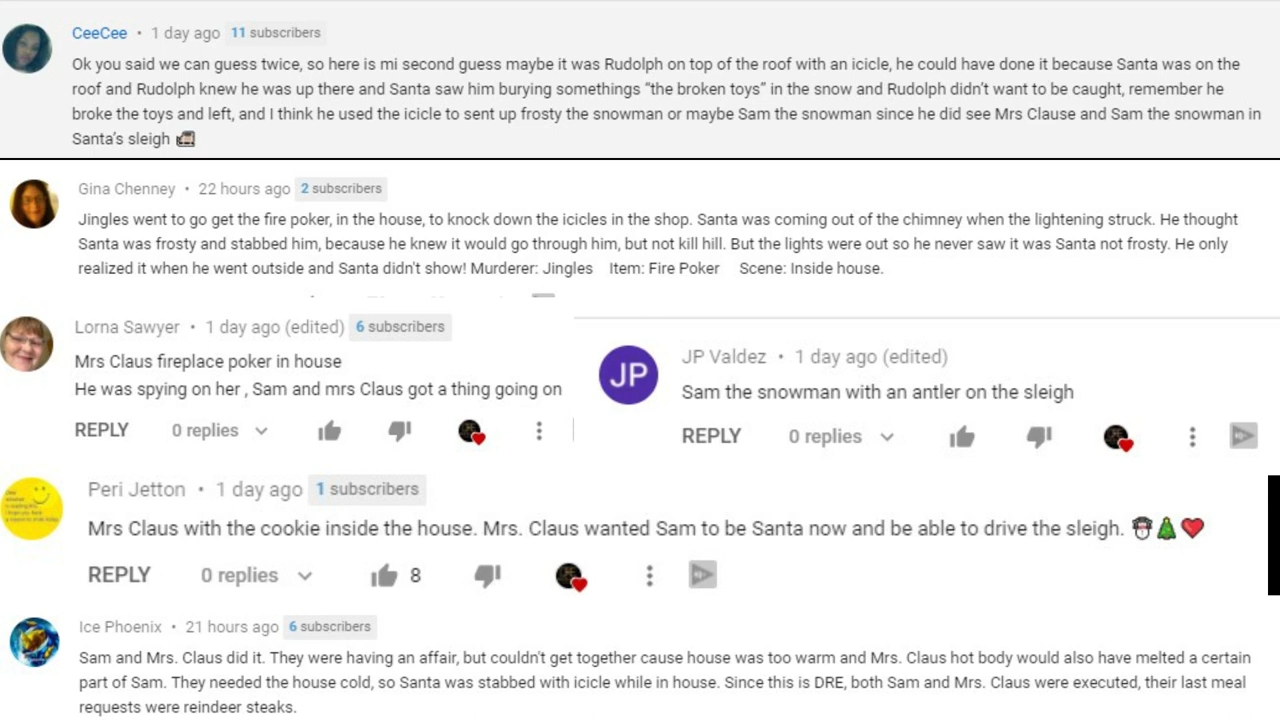 CeeCee • 1 day ago 11 subscribers
Ok you said we can guess twice, so here is mi second guess maybe it was Rudolph on top of the roof with an icicle, he could have done it because Santa was on the
roof and Rudolph knew he was up there and Santa saw him burying somethings “the broken toys” in the snow and Rudolph didn’t want to be caught, remember he
broke the toys and left, and I think he used the icicle to sent up frosty the snowman or maybe Sam the snowman since he did see Mrs Clause and Sam the snowman in
Santa’s sleigh
Gina Chenney • 22 hours ago 2 subscribers
Jingles went to go get the fire poker, in the house, to knock down the icicles in the shop. Santa was coming out of the chimney when the lightening struck. He thought
Santa was frosty and stabbed him, because he knew it would go through him, but not kill hill. But the lights were out so he never saw it was Santa not frosty. He only
realized it when he went outside and Santa didn't show! Murderer: Jingles Item: Fire Poker Scene: Inside house.
Lorna Sawyer • 1 day ago (edited) 6 subscribers
Mrs Claus fireplace poker in house
He was spying on her , Sam and mrs Claus got a thing going on
REPLY 0 replies
JP
JP Valdez • 1 day ago (edited)
Sam the snowman with an antler on the sleigh
REPLY 0 replies
Peri Jetton • 1 day ago 1 subscribers
Mrs Claus with the cookie inside the house. Mrs. Claus wanted Sam to be Santa now and be able to drive the sleigh. ☃🎄❤
REPLY 0 replies 8
Ice Phoenix • 21 hours ago 6 subscribers
Sam and Mrs. Claus did it. They were having an affair, but couldn't get together cause house was too warm and Mrs. Claus hot body would also have melted a certain
part of Sam. They needed the house cold, so Santa was stabbed with icicle while in house. Since this is DRE, both Sam and Mrs. Claus were executed, their last meal
requests were reindeer steaks.